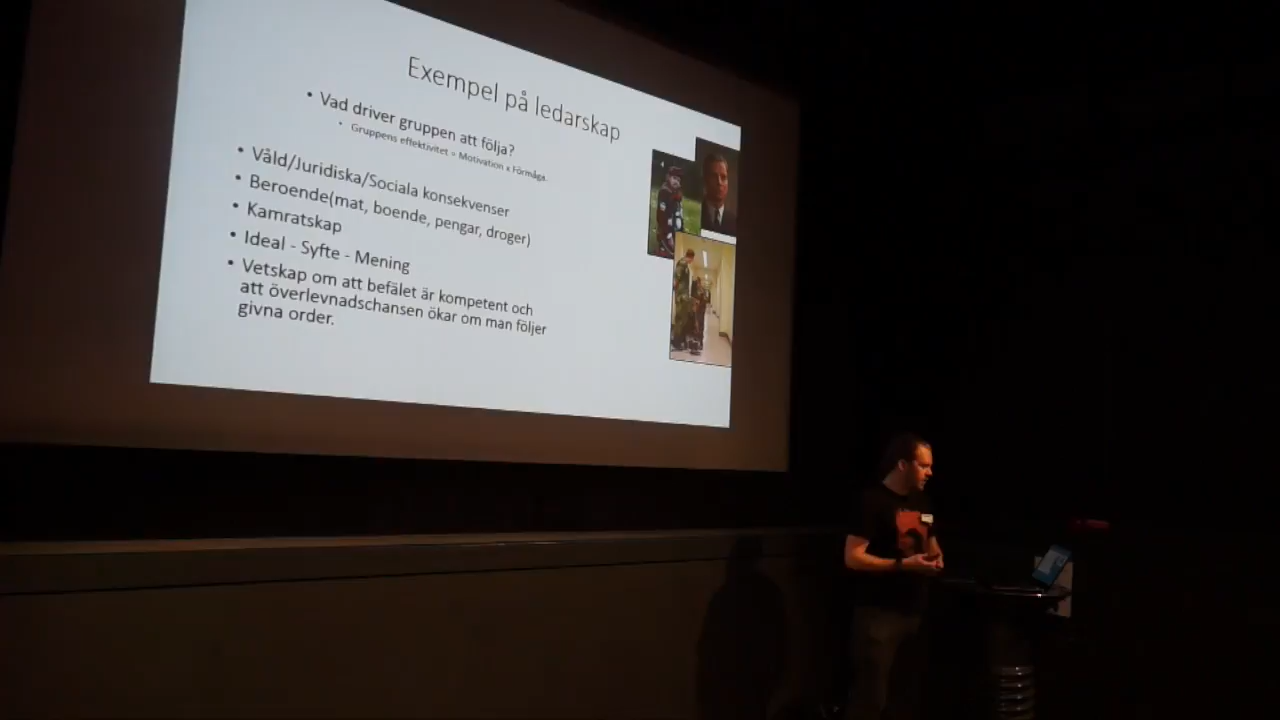 Exempel på ledarskap
• Vad driver gruppen att följa?
• Gruppens effektivitet = Motivation x Förmåga.
• Våld/Juridiska/Sociala konsekvenser
• Beroende(mat, boende, pengar, droger)
• Kamratskap
• Ideal - Syfte - Mening
• Vetskap om att befälet är kompetent och
att överlevnadschansen ökar om man följer
givna order.